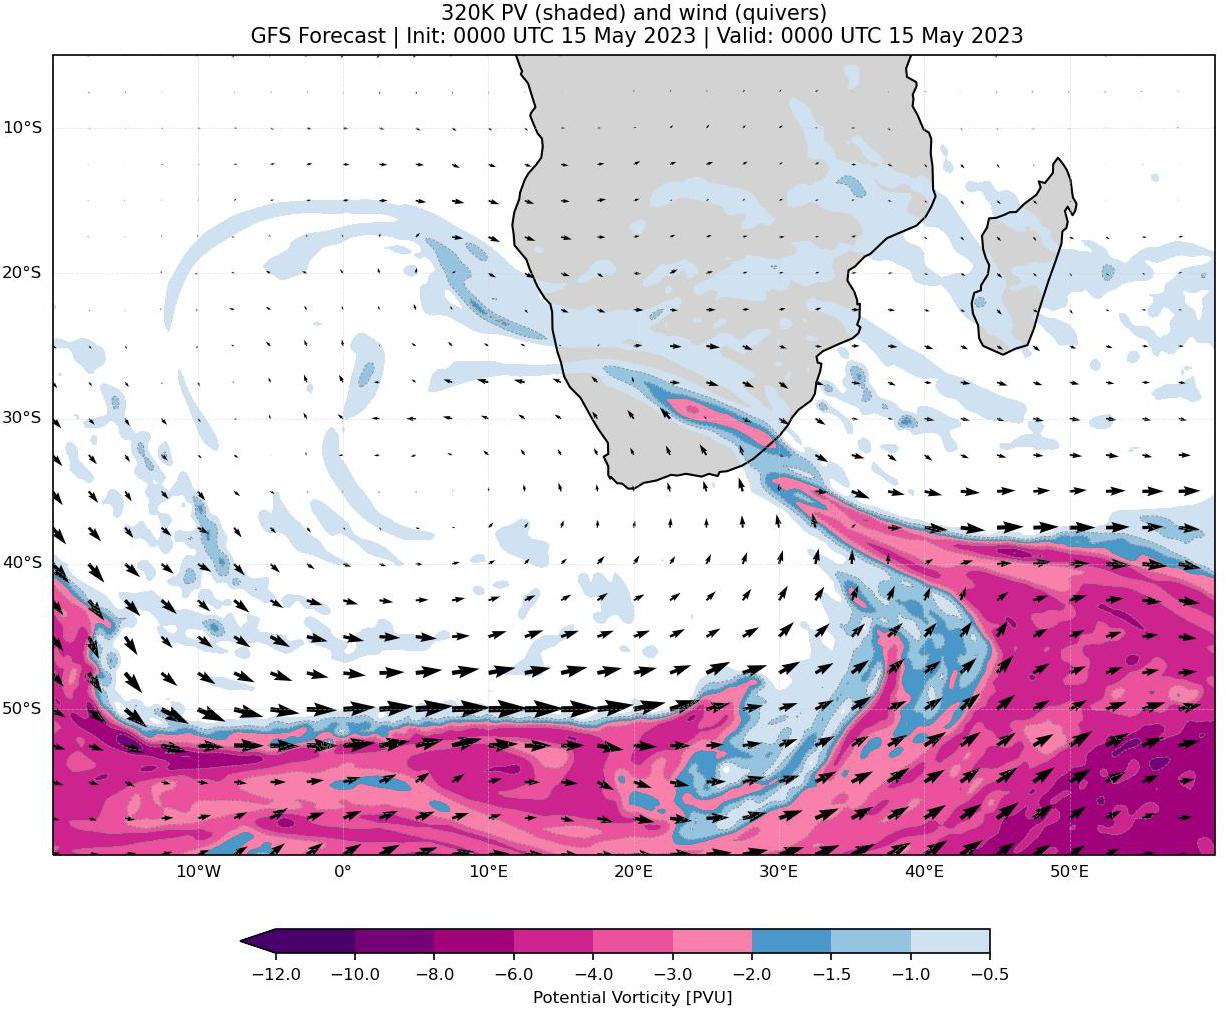 320K PV (shaded) and wind (quivers)
GFS Forecast | Init: 0000 UTC 15 May 2023 | Valid: 0000 UTC 15 May 2023
10°S
20°S
30°S
40°S
50°S
10°W 0° 10°E 20°E 30°E 40°E 50°E
−12.0 −10.0 −8.0 −6.0 −4.0 −3.0 −2.0 −1.5 −1.0 −0.5
Potential Vorticity [PVU]